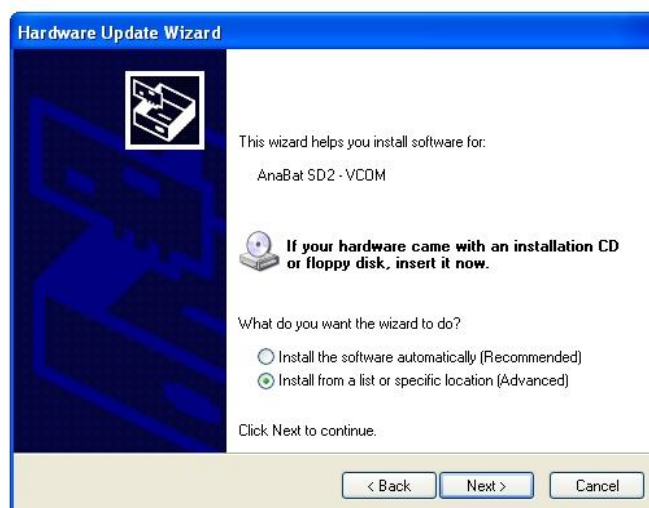 Hardware Update Wizard
This wizard helps you install software for:
AnaBat SD2 - VCOM
If your hardware came with an installation CD
or floppy disk, insert it now.
What do you want the wizard to do?
Install the software automatically (Recommended)
Install from a list or specific location (Advanced)
Click Next to continue.
< Back Next > Cancel